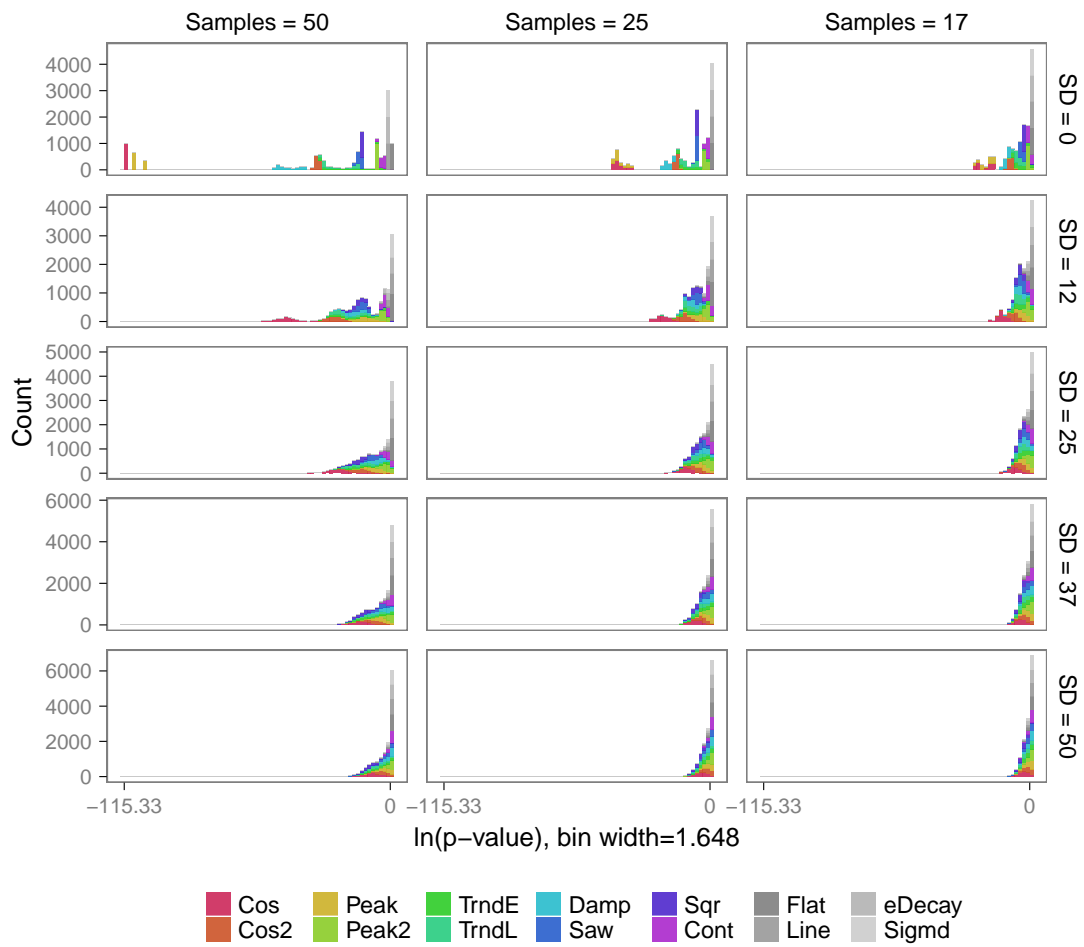 Samples = 50
Samples = 25
Samples = 17
4000
3000
2000
1000
0
SD = 0
4000
3000
2000
1000
0
SD = 12
5000
4000
3000
2000
1000
0
SD = 25
6000
4000
2000
0
SD = 37
6000
4000
2000
0
SD = 50
Count
−115.33 0
−115.33 0
−115.33 0
ln(p−value), bin width=1.648
Cos Peak TrndE Damp Sqr Flat eDecay
Cos2 Peak2 TrndL Saw Cont Line Sigmd